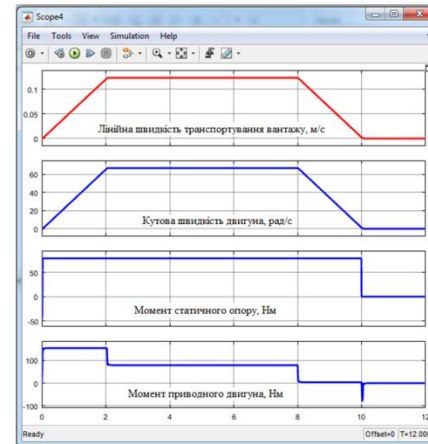 Scope4
File Tools View Simulation Help
0.1
0.05
0
Лінійна швидкість транспортування вантажу, м/с
60
40
20
0
Кутова швидкість двигуна, рад/с
50
0
-50
Момент статичного опору, Нм
100
0
-100
Момент приводного двигуна, Нм
0 2 4 6 8 10 12
Ready Offset=0 T=12.00